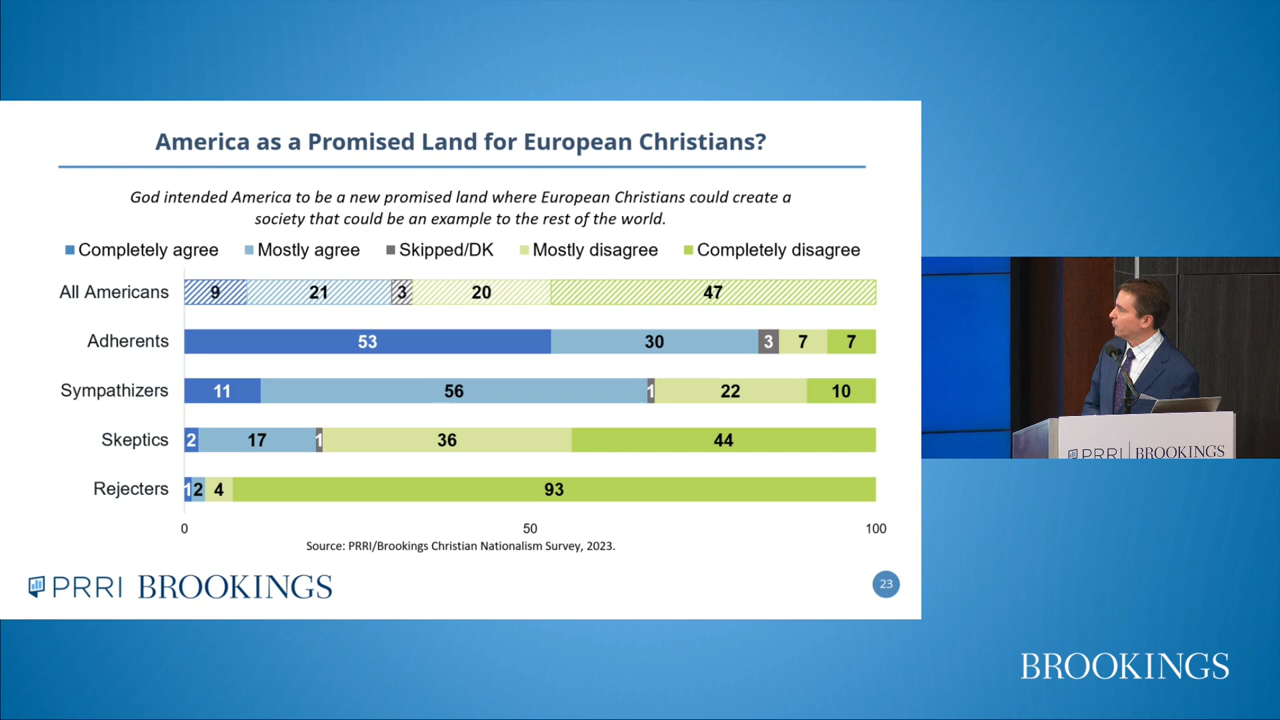 America as a Promised Land for European Christians?
God intended America to be a new promised land where European Christians could create a
society that could be an example to the rest of the world.
Completely agree Mostly agree Skipped/DK Mostly disagree Completely disagree
All Americans 9 21 3 20 47
Adherents 53 30 3 7 7
Sympathizers 11 56 1 22 10
Skeptics 2 17 1 36 44
Rejecters 1 2 4 93
0 50 100
Source: PRRI/Brookings Christian Nationalism Survey, 2023.
PRRI BROOKINGS
23
PRRI BROOKINGS
BROOKINGS